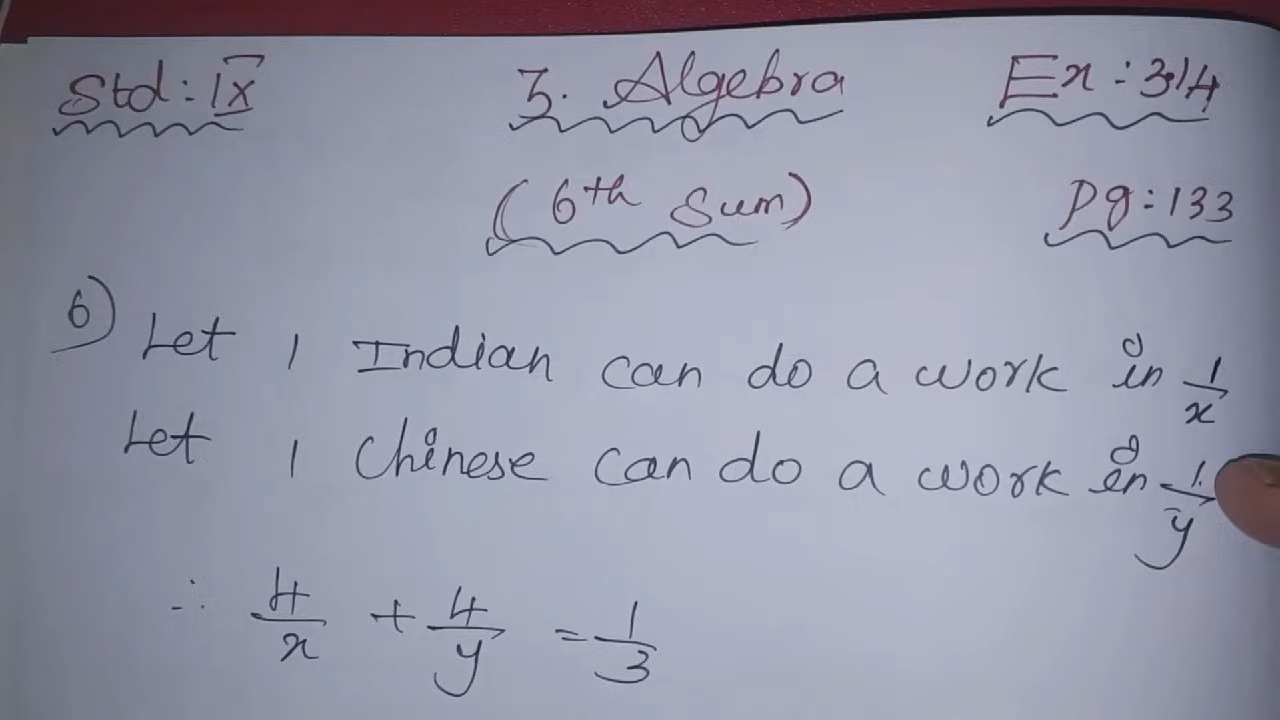 Std: IX 3. Algebra Ex: 3.14
(6th Sum) Pg: 133
6) Let 1 Indian can do a work in 1/x
Let 1 Chinese can do a work in 1/y
∴ 4/x + 4/y = 1/3